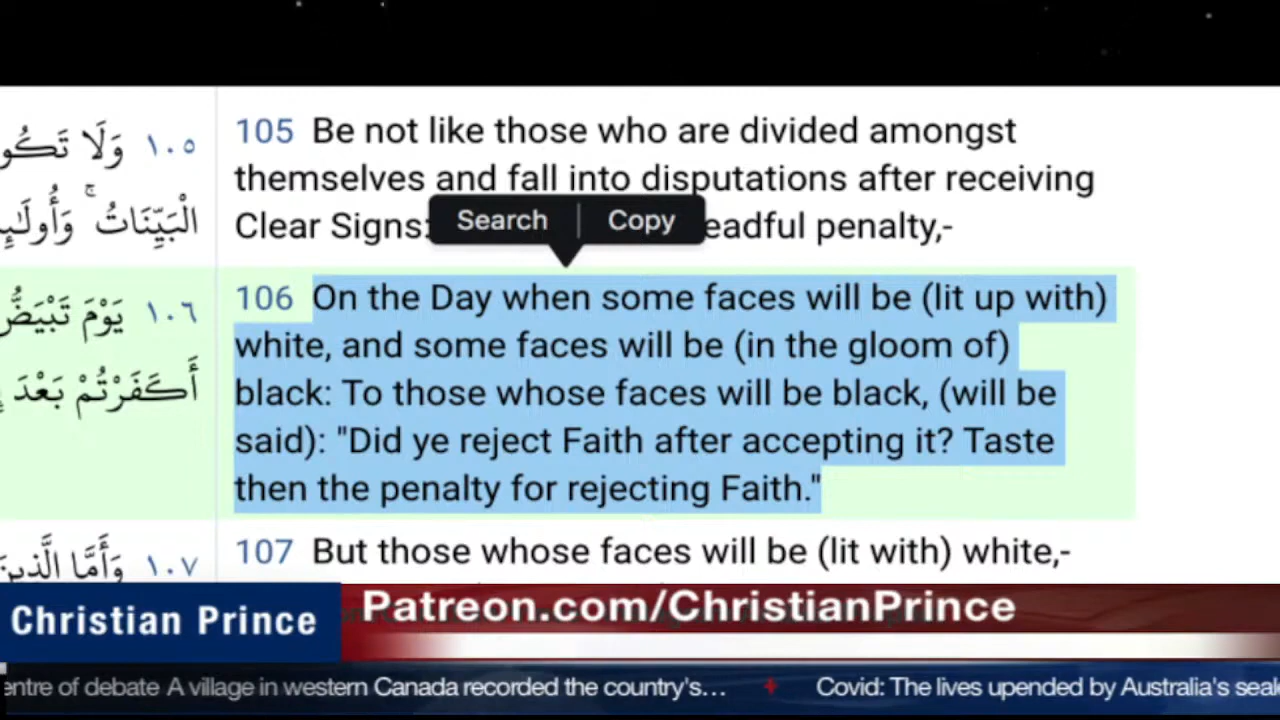 105 Be not like those who are divided amongst
themselves and fall into disputations after receiving
Clear Signs: eadful penalty,-
Search Copy
106 On the Day when some faces will be (lit up with)
white, and some faces will be (in the gloom of)
black: To those whose faces will be black, (will be
said): "Did ye reject Faith after accepting it? Taste
then the penalty for rejecting Faith."
107 But those whose faces will be (lit with) white,-
١٠٥ وَلَا تَكُو
الْبَيِّنَاتُ ۚ وَأُولَٰئِ
١٠٦ يَوْمَ تَبْيَضُّ
أَكَفَرْتُمْ بَعْدَ
١٠٧ وَأَمَّا الَّذِينَ
Christian Prince
Patreon.com/ChristianPrince
entre of debate A village in western Canada recorded the country's... Covid: The lives upended by Australia's seal